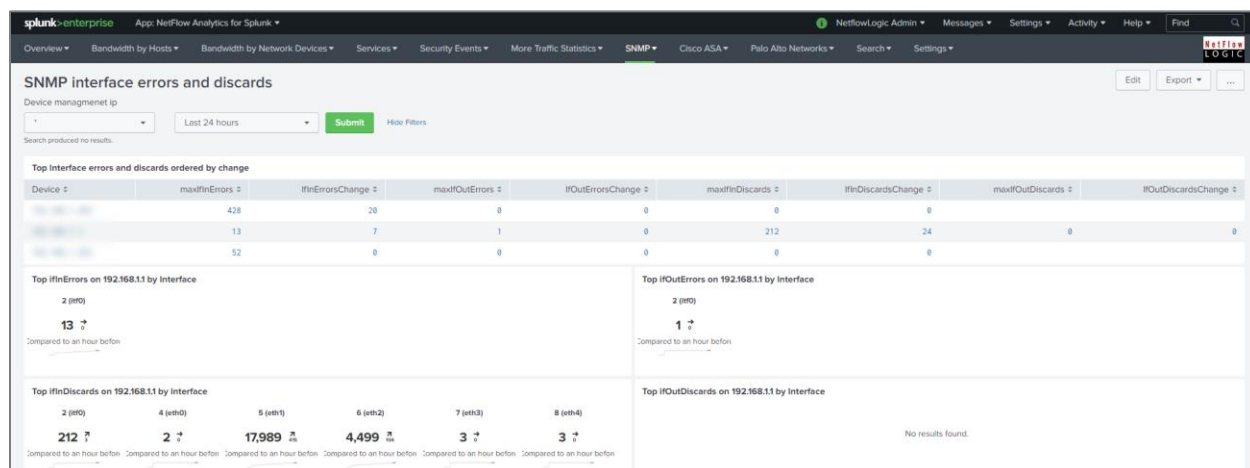 splunk>enterprise App: NetFlow Analytics for Splunk NetflowLogic Admin Messages Settings Activity Help Find
Overview Bandwidth by Hosts Bandwidth by Network Devices Services Security Events More Traffic Statistics SNMP Cisco ASA Palo Alto Networks Search Settings NetFlow LOGIC
SNMP interface errors and discards Edit Export ...
Device managmenet ip
* Last 24 hours Submit Hide Filters
Search produced no results.
Top Interface errors and discards ordered by change
Device maxIfInErrors IfInErrorsChange maxIfOutErrors IfOutErrorsChange maxIfInDiscards IfInDiscardsChange maxIfOutDiscards IfOutDiscardsChange
428 20 0 0 0 0
13 7 1 0 212 24 0 0
52 0 0 0 0 0
Top ifInErrors on 192.168.1.1 by Interface Top ifOutErrors on 192.168.1.1 by Interface
2 (itf0) 2 (itf0)
13 0 1 0
Compared to an hour before Compared to an hour before
Top ifInDiscards on 192.168.1.1 by Interface Top ifOutDiscards on 192.168.1.1 by Interface
2 (itf0) 4 (eth0) 5 (eth1) 6 (eth2) 7 (eth3) 8 (eth4)
212 2 0 17,989 4,499 3 0 3 0 No results found.
Compared to an hour before Compared to an hour before Compared to an hour before Compared to an hour before Compared to an hour before Compared to an hour before